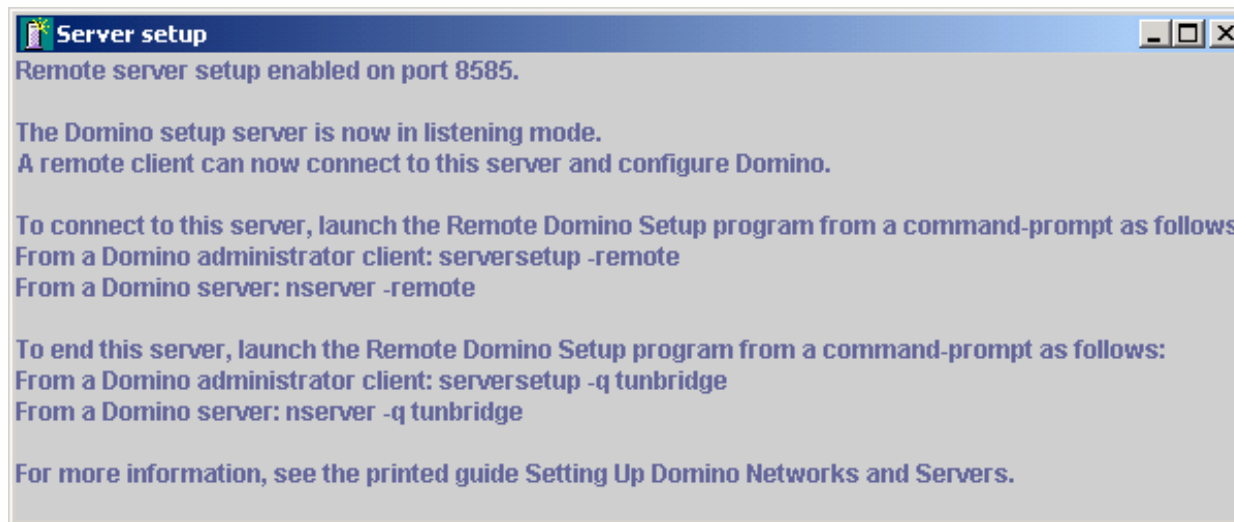 Server setup
Remote server setup enabled on port 8585.
The Domino setup server is now in listening mode.
A remote client can now connect to this server and configure Domino.
To connect to this server, launch the Remote Domino Setup program from a command-prompt as follows
From a Domino administrator client: serversetup -remote
From a Domino server: nserver -remote
To end this server, launch the Remote Domino Setup program from a command-prompt as follows:
From a Domino administrator client: serversetup -q tunbridge
From a Domino server: nserver -q tunbridge
For more information, see the printed guide Setting Up Domino Networks and Servers.